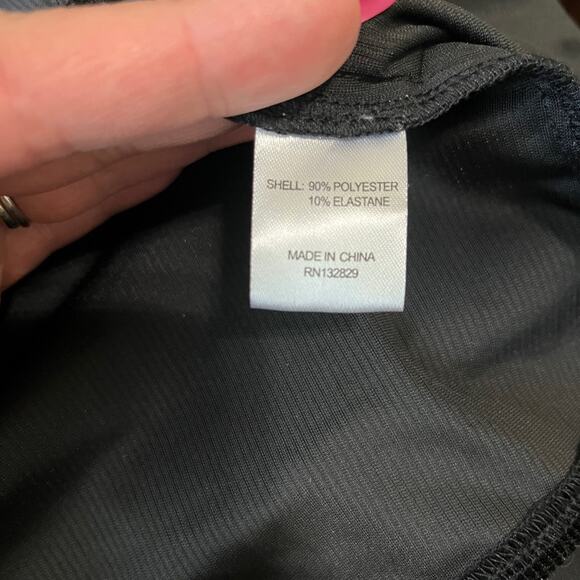 SHELL: 90% POLYESTER
10% ELASTANE
MADE IN CHINA
RN132829